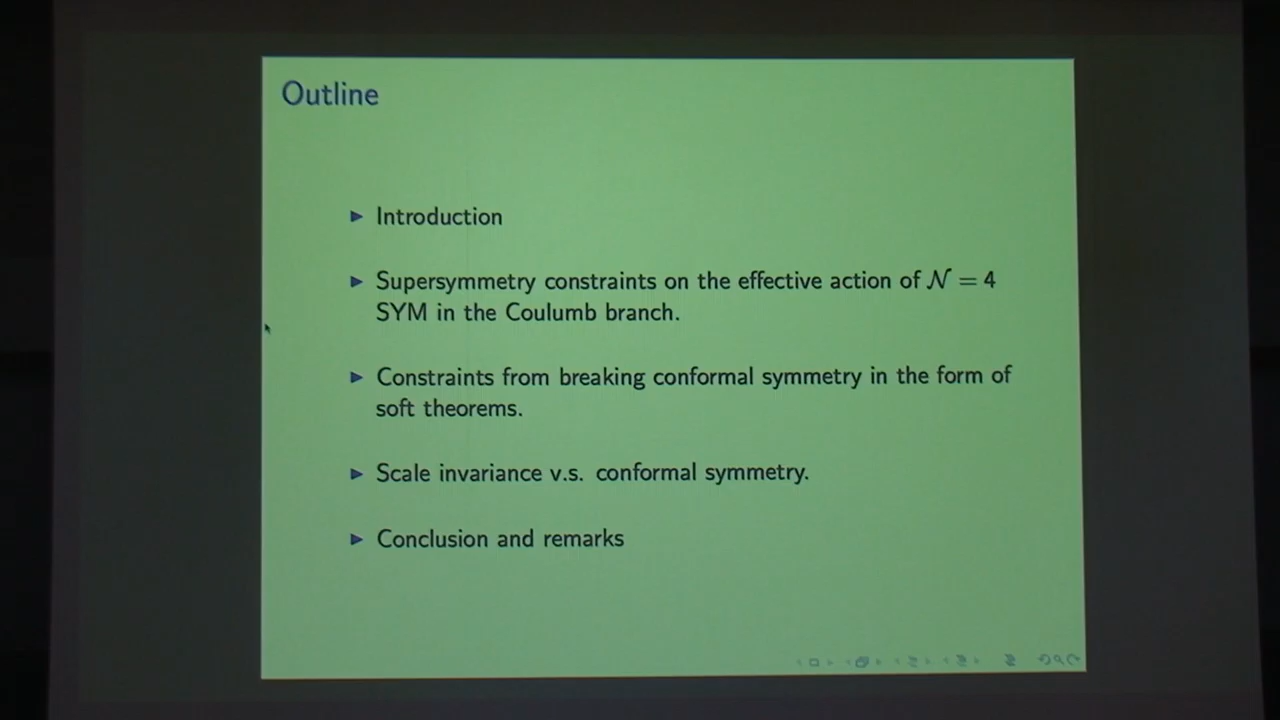 Outline
▶ Introduction
▶ Supersymmetry constraints on the effective action of 𝒩 = 4
SYM in the Coulumb branch.
▶ Constraints from breaking conformal symmetry in the form of
soft theorems.
▶ Scale invariance v.s. conformal symmetry.
▶ Conclusion and remarks